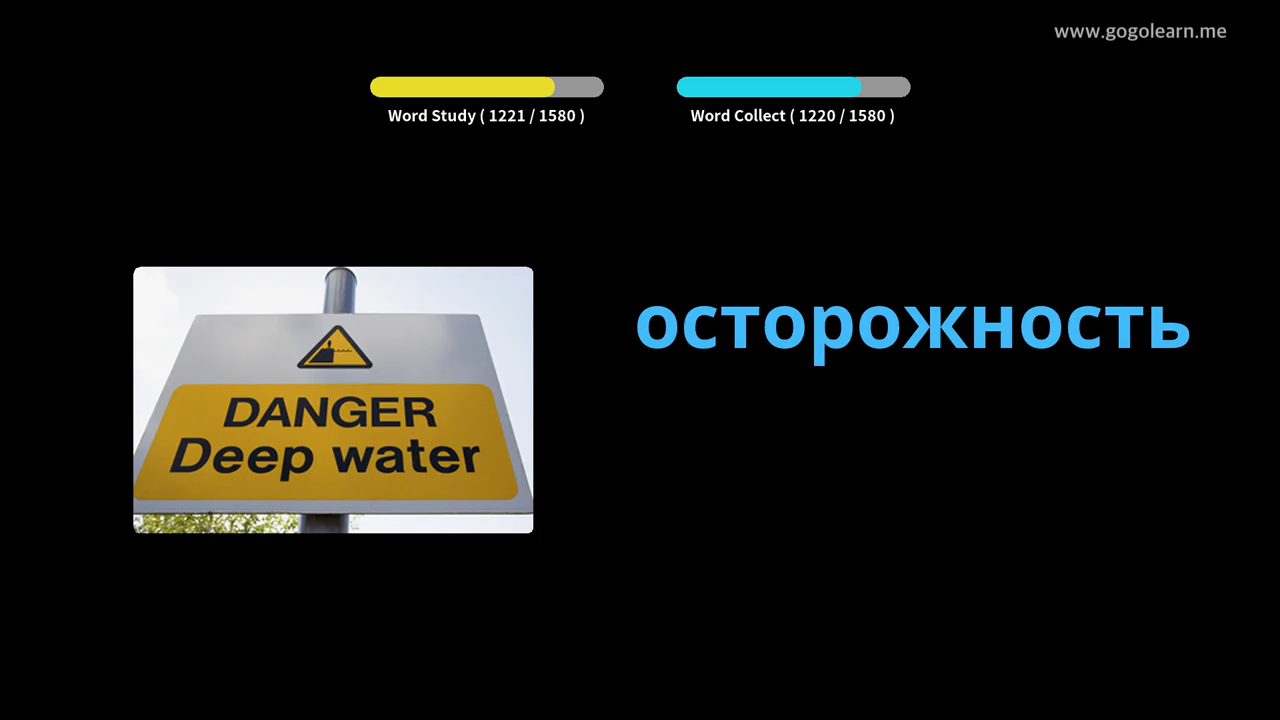 www.gogolearn.me
Word Study ( 1221 / 1580 )
Word Collect ( 1220 / 1580 )
DANGER
Deep water
осторожность